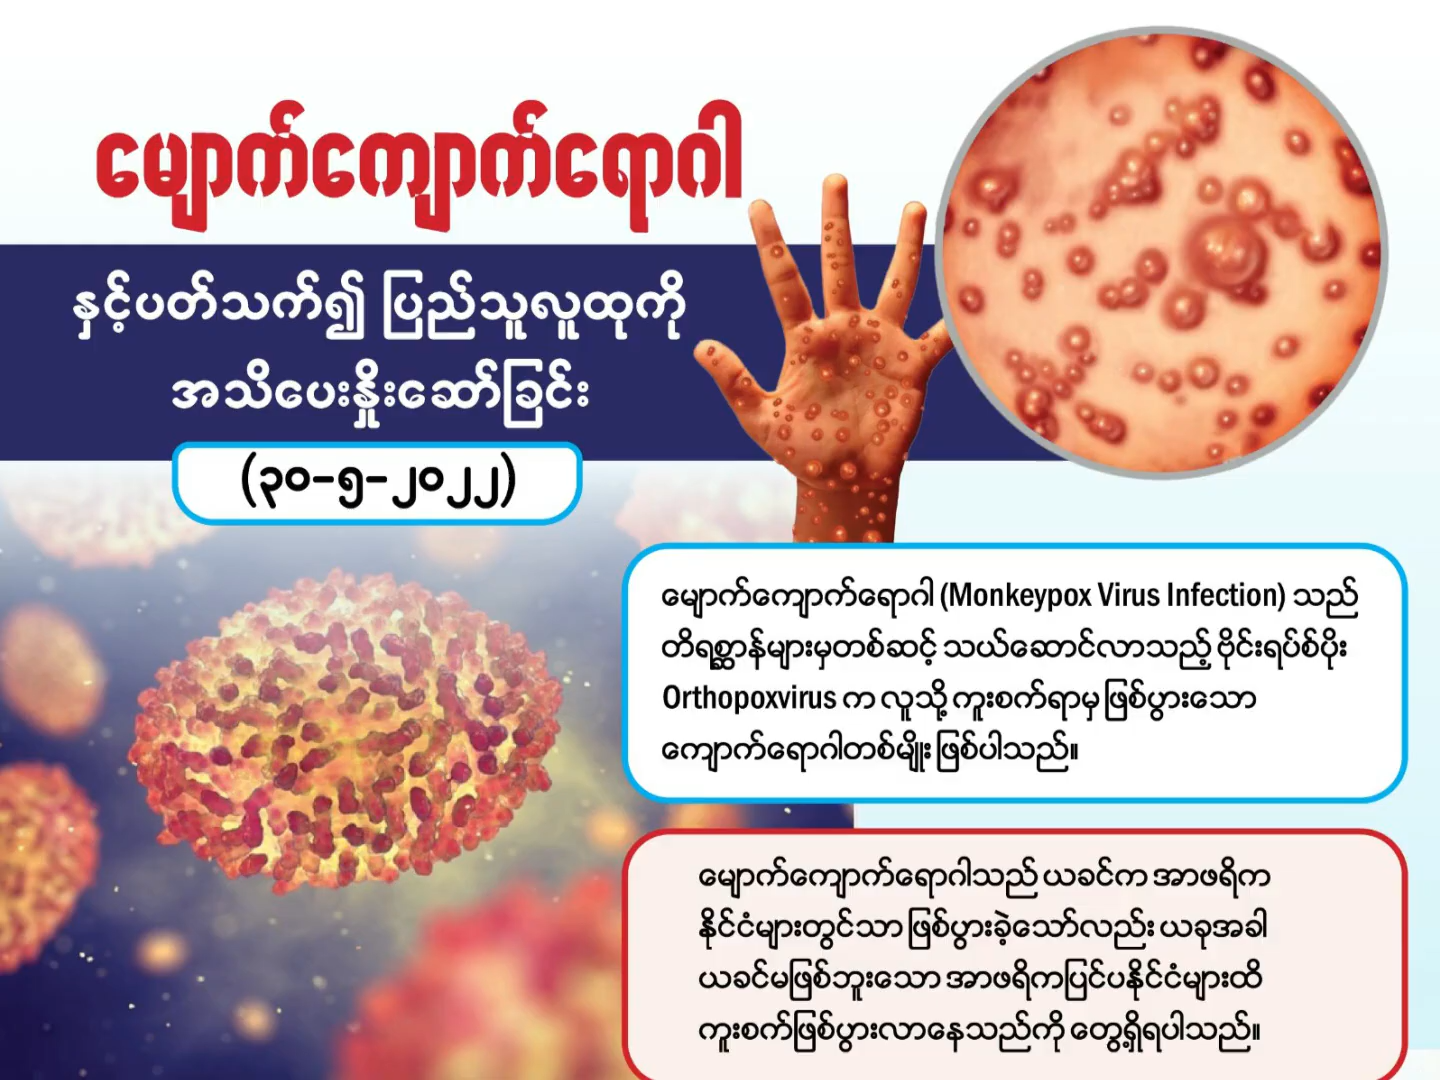 မျောက်ကျောက်ရောဂါ
နှင့်ပတ်သက်၍ ပြည်သူလူထုကို
အသိပေးနှိုးဆော်ခြင်း
(၃၀-၅-၂၀၂၂)
မျောက်ကျောက်ရောဂါ (Monkeypox Virus Infection) သည်
တိရစ္ဆာန်များမှတစ်ဆင့် သယ်ဆောင်လာသည့် ဗိုင်းရပ်စ်ပိုး
Orthopoxvirus က လူသို့ ကူးစက်ရာမှ ဖြစ်ပွားသော
ကျောက်ရောဂါတစ်မျိုး ဖြစ်ပါသည်။
မျောက်ကျောက်ရောဂါသည် ယခင်က အာဖရိက
နိုင်ငံများတွင်သာ ဖြစ်ပွားခဲ့သော်လည်း ယခုအခါ
ယခင်မဖြစ်ဘူးသော အာဖရိကပြင်ပနိုင်ငံများထိ
ကူးစက်ဖြစ်ပွားလာနေသည်ကို တွေ့ရှိရပါသည်။